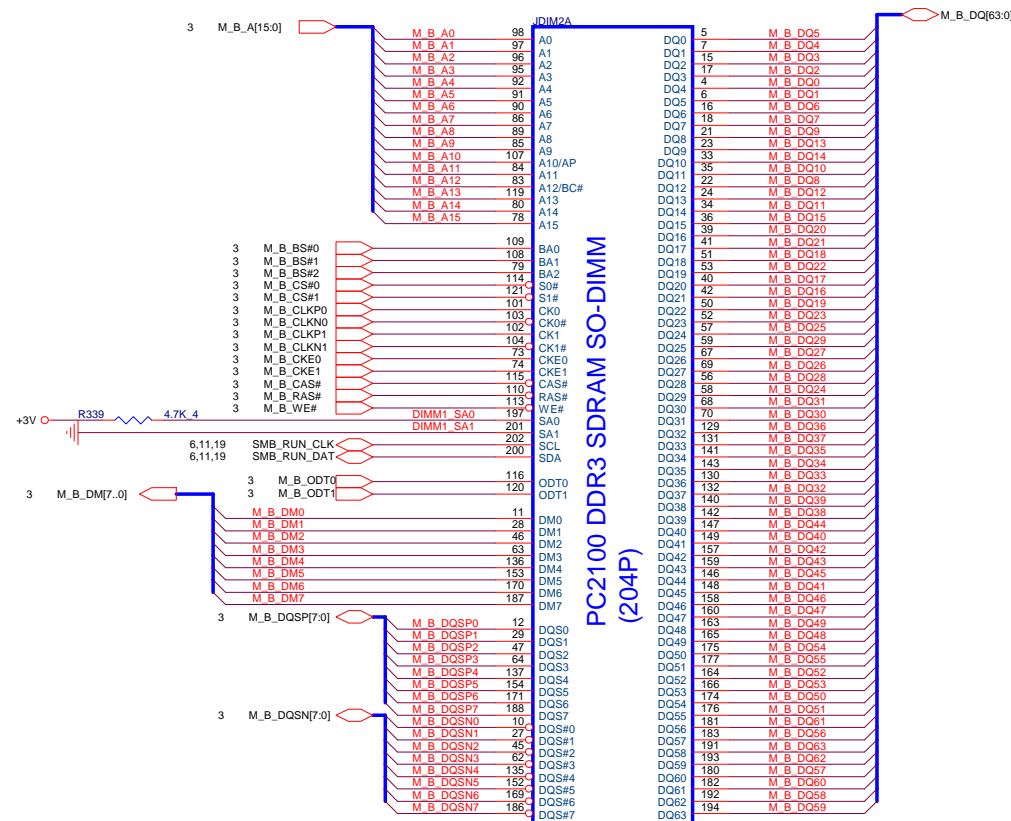 JDIM2A
3 M_B_A[15:0]
M_B_A0 98 A0
M_B_A1 97 A1
M_B_A2 96 A2
M_B_A3 95 A3
M_B_A4 92 A4
M_B_A5 91 A5
M_B_A6 90 A6
M_B_A7 86 A7
M_B_A8 89 A8
M_B_A9 85 A9
M_B_A10 107 A10/AP
M_B_A11 84 A11
M_B_A12 83 A12/BC#
M_B_A13 119 A13
M_B_A14 80 A14
M_B_A15 78 A15
3 M_B_BS#0 109 BA0
3 M_B_BS#1 108 BA1
3 M_B_BS#2 79 BA2
3 M_B_CS#0 114 S0#
3 M_B_CS#1 121 S1#
3 M_B_CLKP0 101 CK0
3 M_B_CLKN0 103 CK0#
3 M_B_CLKP1 102 CK1
3 M_B_CLKN1 104 CK1#
3 M_B_CKE0 73 CKE0
3 M_B_CKE1 74 CKE1
3 M_B_CAS# 115 CAS#
3 M_B_RAS# 110 RAS#
3 M_B_WE# 113 WE#
+3V R339 4.7K_4 DIMM1_SA0 197 SA0
DIMM1_SA1 201 SA1
6,11,19 SMB_RUN_CLK 202 SCL
6,11,19 SMB_RUN_DAT 200 SDA
3 M_B_ODT0 116 ODT0
3 M_B_ODT1 120 ODT1
3 M_B_DM[7..0]
M_B_DM0 11 DM0
M_B_DM1 28 DM1
M_B_DM2 46 DM2
M_B_DM3 63 DM3
M_B_DM4 136 DM4
M_B_DM5 153 DM5
M_B_DM6 170 DM6
M_B_DM7 187 DM7
3 M_B_DQSP[7:0]
M_B_DQSP0 12 DQS0
M_B_DQSP1 29 DQS1
M_B_DQSP2 47 DQS2
M_B_DQSP3 64 DQS3
M_B_DQSP4 137 DQS4
M_B_DQSP5 154 DQS5
M_B_DQSP6 171 DQS6
M_B_DQSP7 188 DQS7
3 M_B_DQSN[7:0]
M_B_DQSN0 10 DQS#0
M_B_DQSN1 27 DQS#1
M_B_DQSN2 45 DQS#2
M_B_DQSN3 62 DQS#3
M_B_DQSN4 135 DQS#4
M_B_DQSN5 152 DQS#5
M_B_DQSN6 169 DQS#6
M_B_DQSN7 186 DQS#7
PC2100 DDR3 SDRAM SO-DIMM
(204P)
M_B_DQ[63:0]
DQ0 5 M_B_DQ5
DQ1 7 M_B_DQ4
DQ2 15 M_B_DQ3
DQ3 17 M_B_DQ2
DQ4 4 M_B_DQ0
DQ5 6 M_B_DQ1
DQ6 16 M_B_DQ6
DQ7 18 M_B_DQ7
DQ8 21 M_B_DQ9
DQ9 23 M_B_DQ13
DQ10 33 M_B_DQ14
DQ11 35 M_B_DQ10
DQ12 22 M_B_DQ8
DQ13 24 M_B_DQ12
DQ14 34 M_B_DQ11
DQ15 36 M_B_DQ15
DQ16 39 M_B_DQ20
DQ17 41 M_B_DQ21
DQ18 51 M_B_DQ18
DQ19 53 M_B_DQ22
DQ20 40 M_B_DQ17
DQ21 42 M_B_DQ16
DQ22 50 M_B_DQ19
DQ23 52 M_B_DQ23
DQ24 57 M_B_DQ25
DQ25 59 M_B_DQ29
DQ26 67 M_B_DQ27
DQ27 69 M_B_DQ26
DQ28 56 M_B_DQ28
DQ29 58 M_B_DQ24
DQ30 68 M_B_DQ31
DQ31 70 M_B_DQ30
DQ32 129 M_B_DQ36
DQ33 131 M_B_DQ37
DQ34 141 M_B_DQ35
DQ35 143 M_B_DQ34
DQ36 130 M_B_DQ33
DQ37 132 M_B_DQ32
DQ38 140 M_B_DQ39
DQ39 142 M_B_DQ38
DQ40 147 M_B_DQ44
DQ41 149 M_B_DQ40
DQ42 157 M_B_DQ42
DQ43 159 M_B_DQ43
DQ44 146 M_B_DQ45
DQ45 148 M_B_DQ41
DQ46 158 M_B_DQ46
DQ47 160 M_B_DQ47
DQ48 163 M_B_DQ49
DQ49 165 M_B_DQ48
DQ50 175 M_B_DQ54
DQ51 177 M_B_DQ55
DQ52 164 M_B_DQ52
DQ53 166 M_B_DQ53
DQ54 174 M_B_DQ50
DQ55 176 M_B_DQ51
DQ56 181 M_B_DQ61
DQ57 183 M_B_DQ56
DQ58 191 M_B_DQ63
DQ59 193 M_B_DQ62
DQ60 180 M_B_DQ57
DQ61 182 M_B_DQ60
DQ62 192 M_B_DQ58
DQ63 194 M_B_DQ59